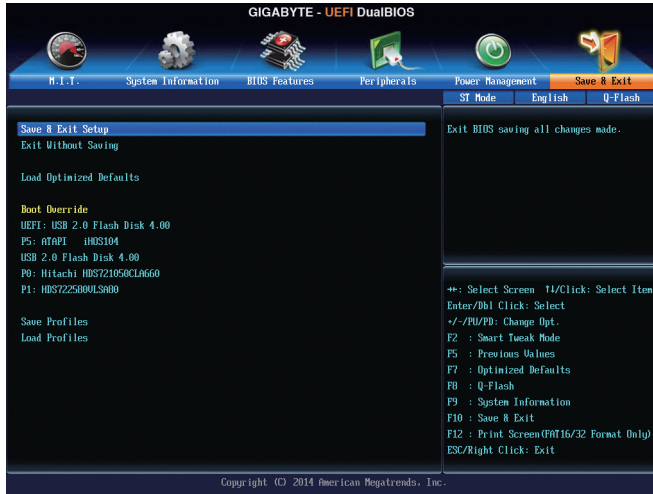 GIGABYTE - UEFI DualBIOS
M.I.T. System Information BIOS Features Peripherals Power Management Save & Exit
ST Mode English Q-Flash
Save & Exit Setup
Exit Without Saving
Load Optimized Defaults
Boot Override
UEFI: USB 2.0 Flash Disk 4.00
P5: ATAPI iHOS104
USB 2.0 Flash Disk 4.00
P0: Hitachi HDS721050CLA660
P1: HDS722580VLSA80
Save Profiles
Load Profiles
Exit BIOS saving all changes made.
→←: Select Screen ↑↓/Click: Select Item
Enter/Dbl Click: Select
+/-/PU/PD: Change Opt.
F2 : Smart Tweak Mode
F5 : Previous Values
F7 : Optimized Defaults
F8 : Q-Flash
F9 : System Information
F10 : Save & Exit
F12 : Print Screen(FAT16/32 Format Only)
ESC/Right Click: Exit
Copyright (C) 2014 American Megatrends, Inc.